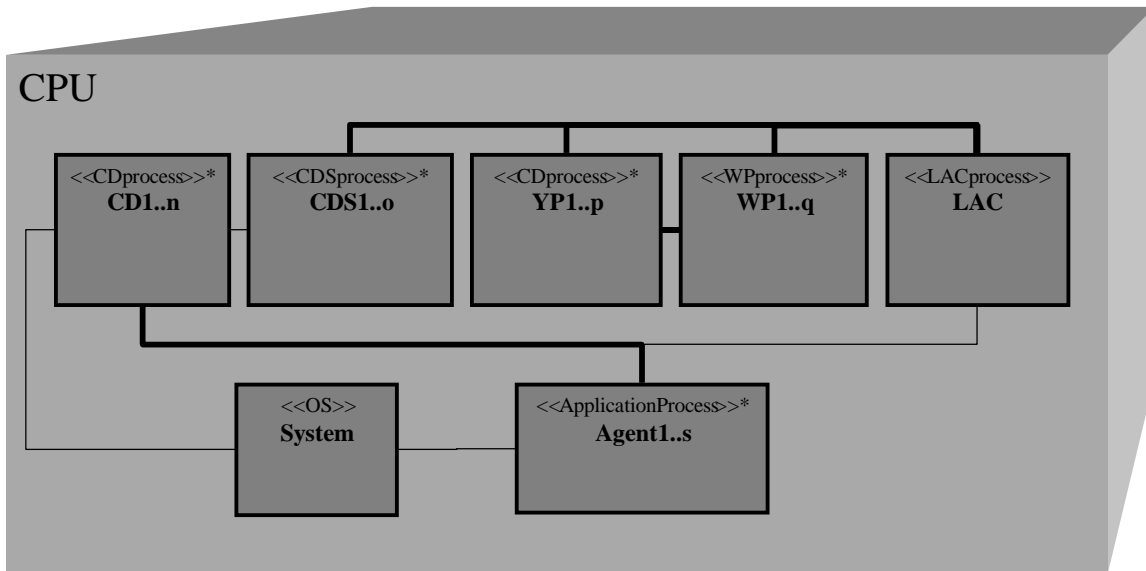 CPU
<<CDprocess>>*
CD1..n
<<CDSprocess>>*
CDS1..o
<<CDprocess>>*
YP1..p
<<WPprocess>>*
WP1..q
<<LACprocess>>
LAC
<<OS>>
System
<<ApplicationProcess>>*
Agent1..s